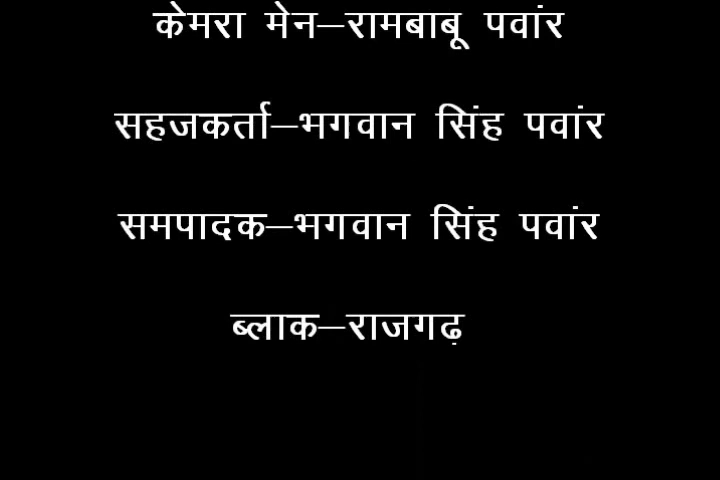 केमरा मेन–रामबाबू पवांर
सहजकर्ता–भगवान सिंह पवांर
समपादक–भगवान सिंह पवांर
ब्लाक–राजगढ़